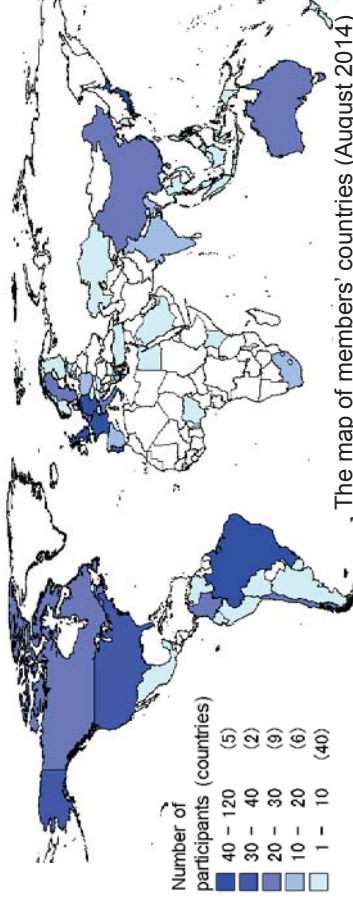 Number of
participants (countries)
40 – 120 (5)
30 – 40 (2)
20 – 30 (9)
10 – 20 (6)
1 – 10 (40)
The map of members' countries (August 2014)